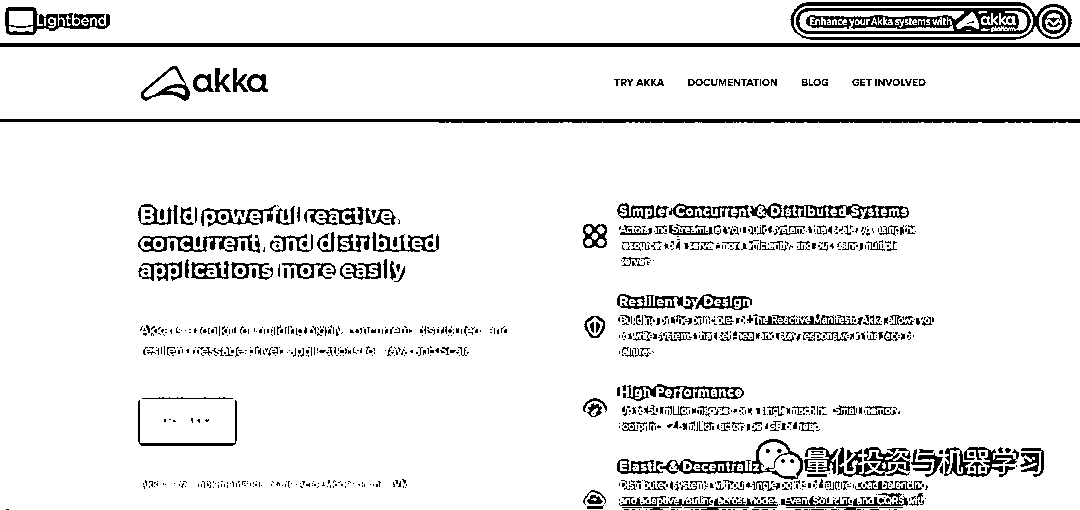 Lightbend
Enhance your Akka systems with akka platform
akka
TRY AKKA DOCUMENTATION BLOG GET INVOLVED
Build powerful reactive,
concurrent, and distributed
applications more easily
Akka is a toolkit for building highly concurrent, distributed, and
resilient message-driven applications for Java and Scala
Simpler Concurrent & Distributed Systems
Actors and Streams let you build systems that scale up, using the
resources of a server more efficiently, and out, using multiple
servers.
Resilient by Design
Building on the principles of The Reactive Manifesto Akka allows you
to write systems that self-heal and stay responsive in the face of
failures.
High Performance
Up to 50 million msg/sec on a single machine. Small memory
footprint; ~2.5 million actors per GB of heap.
Elastic & Decentraliz
Distributed systems without single points of failure. Load balancing
and adaptive routing across nodes. Event Sourcing and CQRS with
量化投资与机器学习